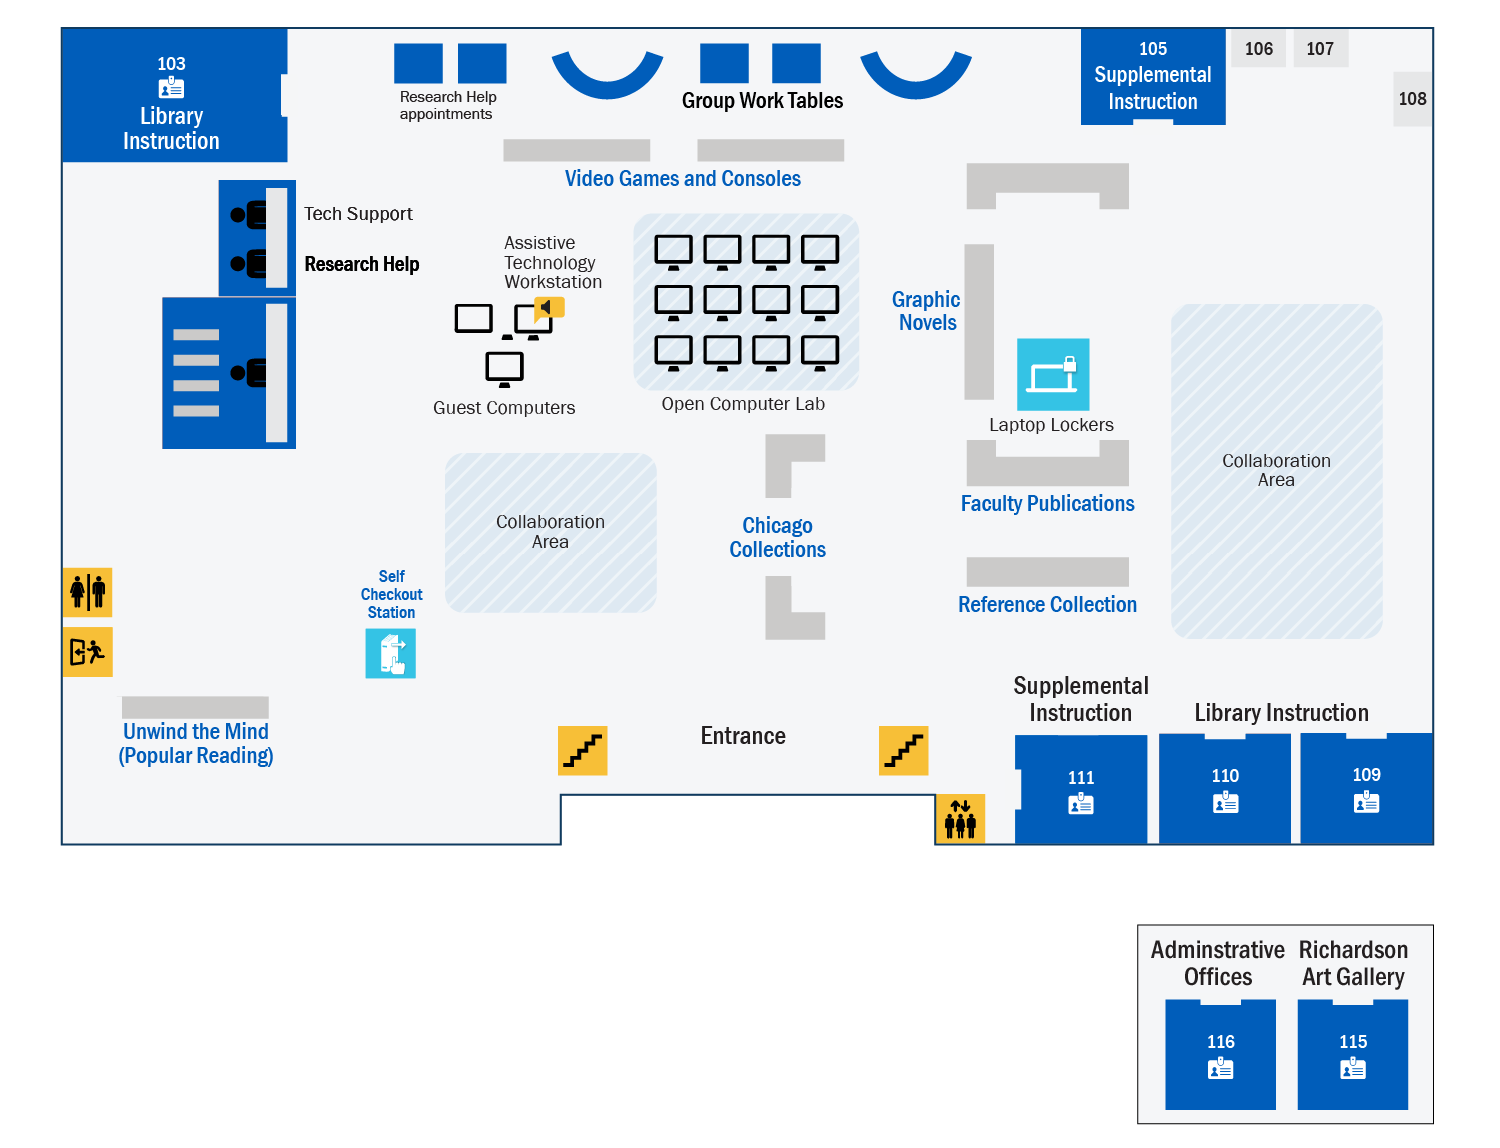 103
Library
Instruction
Research Help
appointments
Group Work Tables
105
Supplemental
Instruction
106
107
108
Video Games and Consoles
Tech Support
Research Help
Assistive
Technology
Workstation
Guest Computers
Open Computer Lab
Graphic
Novels
Laptop Lockers
Faculty Publications
Collaboration
Area
Collaboration
Area
Chicago
Collections
Reference Collection
Self
Checkout
Station
Unwind the Mind
(Popular Reading)
Entrance
Supplemental
Instruction
Library Instruction
111
110
109
Adminstrative
Offices
Richardson
Art Gallery
116
115